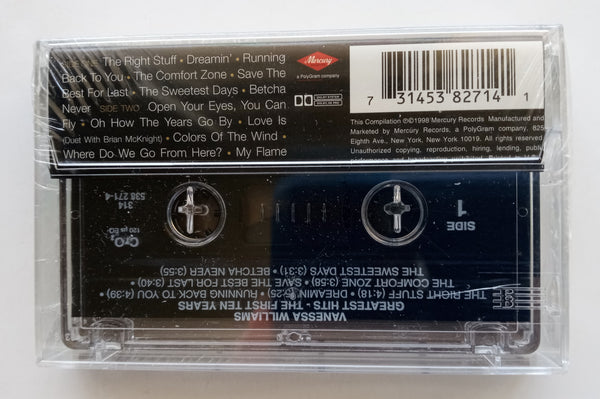 SIDE ONE The Right Stuff • Dreamin' • Running
Back To You • The Comfort Zone • Save The
Best For Last • The Sweetest Days • Betcha
Never SIDE TWO Open Your Eyes, You Can
Fly • Oh How The Years Go By • Love Is
(Duet With Brian McKnight) • Colors Of The Wind •
Where Do We Go From Here? • My Flame
Mercury
a PolyGram company
7 31453 82714 1
This Compilation ℗©1998 Mercury Records Manufactured and
Marketed by Mercury Records, a PolyGram company, 825
Eighth Ave., New York, New York, 10019. All rights reserved.
Unauthorized copying, reproduction, hiring, lending, public
314
538 271-4
CrO2
120 µs EQ
SIDE
1
VANESSA WILLIAMS
GREATEST HITS - THE FIRST TEN YEARS
THE RIGHT STUFF (4:18) • DREAMIN' (5:25) • RUNNING BACK TO YOU (4:39) •
THE COMFORT ZONE (3:58) • SAVE THE BEST FOR LAST (3:40) •
THE SWEETEST DAYS (3:31) • BETCHA NEVER (3:55)